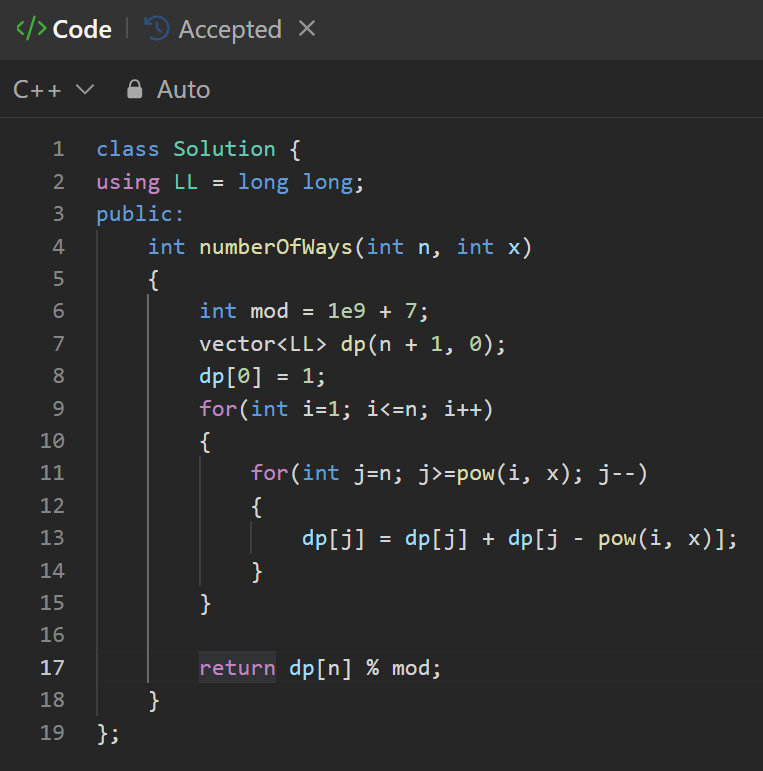 </> Code | Accepted ×
C++ Auto
1 class Solution {
2 using LL = long long;
3 public:
4     int numberOfWays(int n, int x)
5     {
6         int mod = 1e9 + 7;
7         vector<LL> dp(n + 1, 0);
8         dp[0] = 1;
9         for(int i=1; i<=n; i++)
10         {
11             for(int j=n; j>=pow(i, x); j--)
12             {
13                 dp[j] = dp[j] + dp[j - pow(i, x)];
14             }
15         }
16
17         return dp[n] % mod;
18     }
19 };